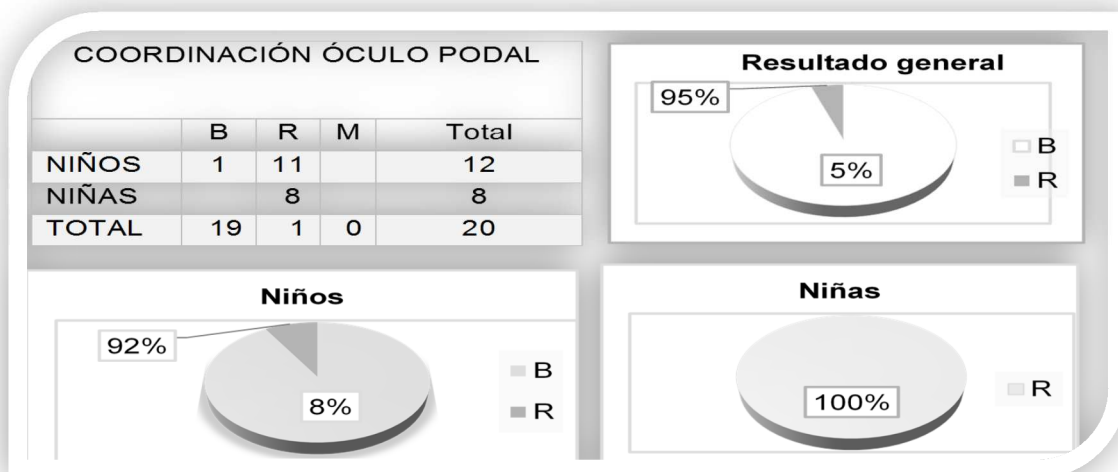 COORDINACIÓN ÓCULO PODAL
B R M Total
NIÑOS 1 11 12
NIÑAS 8 8
TOTAL 19 1 0 20
Resultado general
95%
5%
B
R
Niños
92%
8%
B
R
Niñas
100%
R